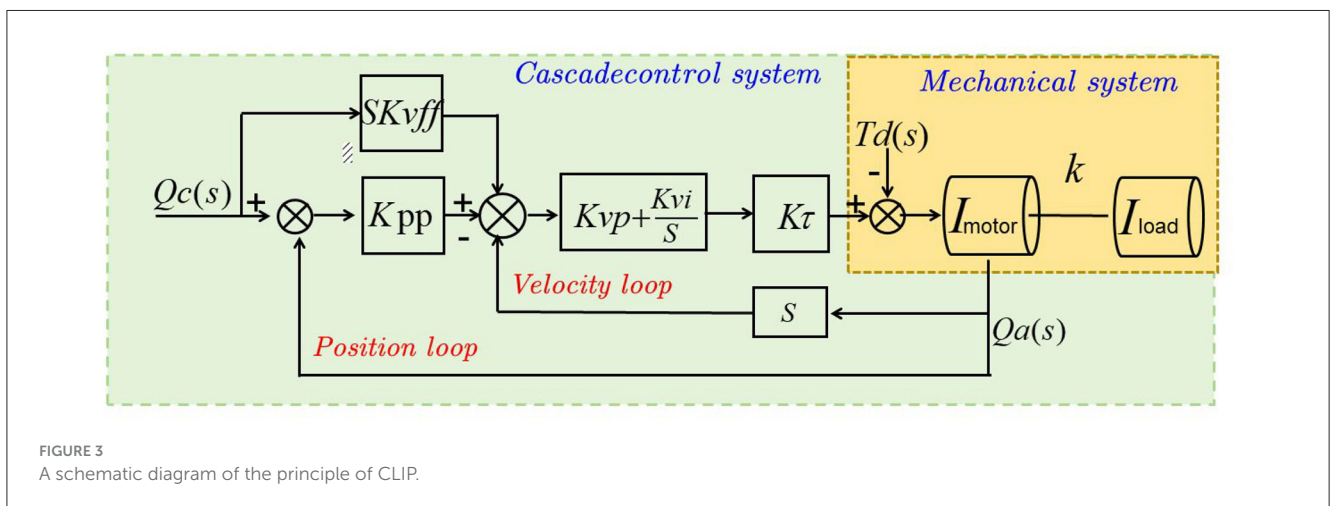 Cascadecontrol system
Mechanical system
SKvff
Td(s)
-
k
Qc(s)
+
Kpp
+
-
Kvp+Kvi/S
Kτ
+
Imotor
Iload
Velocity loop
S
Qa(s)
Position loop
FIGURE 3
A schematic diagram of the principle of CLIP.